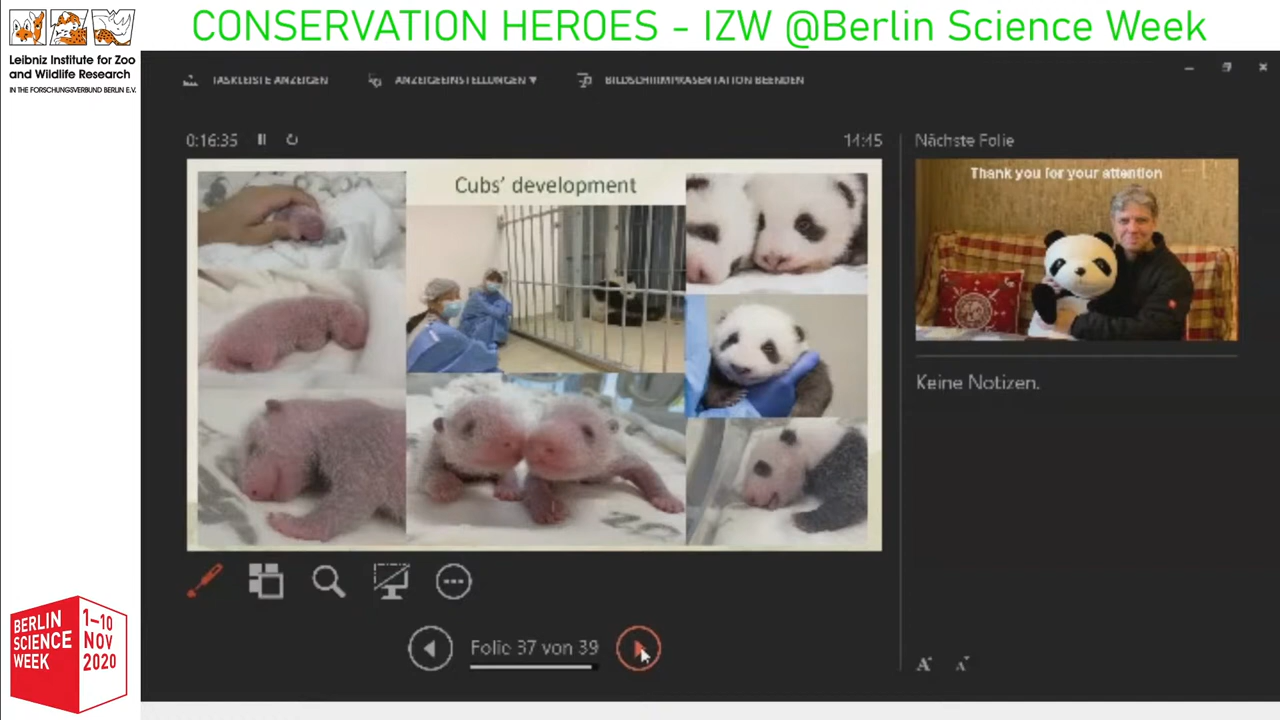 CONSERVATION HEROES - IZW @Berlin Science Week
Leibniz Institute for Zoo
and Wildlife Research
IN THE FORSCHUNGSVERBUND BERLIN E.V.
TASKLEISTE ANZEIGEN
ANZEIGEEINSTELLUNGEN ▼
BILDSCHIRMPRÄSENTATION BEENDEN
0:16:35
14:45
Nächste Folie
Cubs' development
Thank you for your attention
Keine Notizen.
Folie 37 von 39
A
A
BERLIN
SCIENCE
WEEK
1–10
NOV
2020